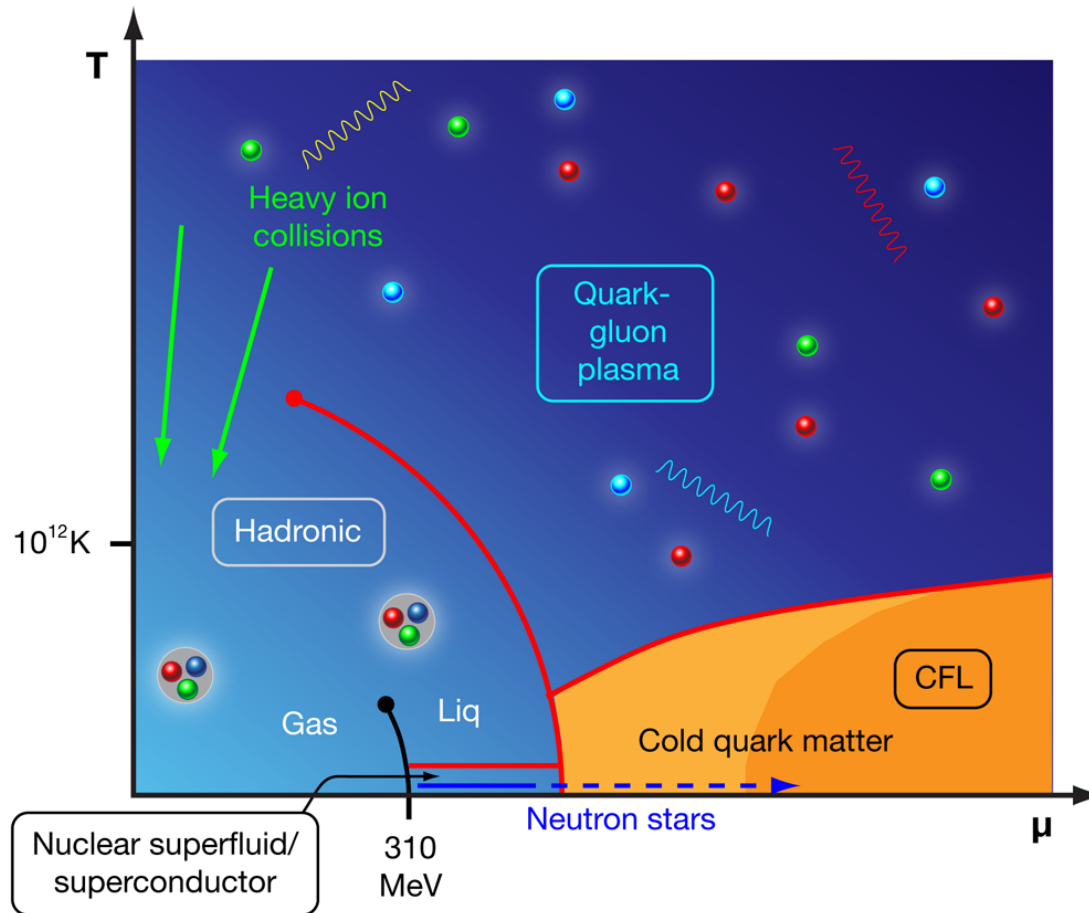 T
Heavy ion
collisions
Quark-
gluon
plasma
10¹²K
Hadronic
CFL
Gas
Liq
Cold quark matter
Neutron stars
µ
Nuclear superfluid/
superconductor
310
MeV